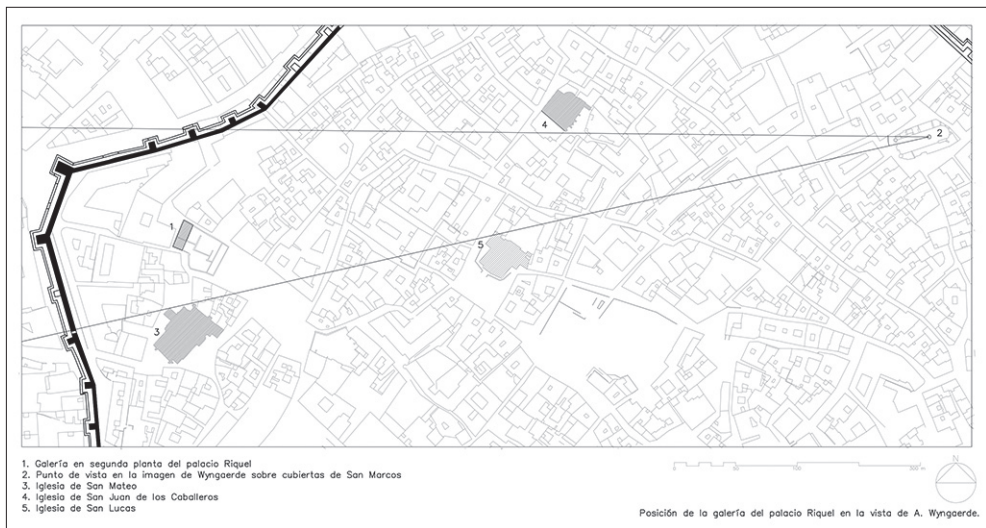 4
2
1.
5
3
1. Galería en segunda planta del palacio Riquel
2. Punto de vista en la imagen de Wyngaerde sobre cubiertas de San Marcos
3. Iglesia de San Mateo
4. Iglesia de San Juan de los Caballeros
5. Iglesia de San Lucas
N
Posición de la galería del palacio Riquel en la vista de A. Wyngaerde.